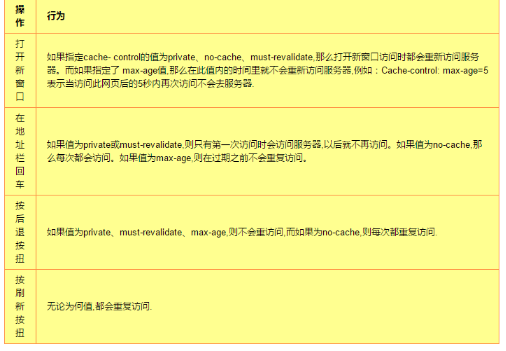 操作
行为
打开新窗口
如果指定cache- control的值为private、no-cache、must-revalidate,那么打开新窗口访问时都会重新访问服务
器。而如果指定了 max-age值,那么在此值内的时间里就不会重新访问服务器,例如：Cache-control: max-age=5
表示当访问此网页后的5秒内再次访问不会去服务器.
在地址栏回车
如果值为private或must-revalidate,则只有第一次访问时会访问服务器,以后就不再访问。如果值为no-cache,那
么每次都会访问。如果值为max-age,则在过期之前不会重复访问。
按后退按扭
如果值为private、must-revalidate、max-age,则不会重访问,而如果为no-cache,则每次都重复访问.
按刷新按扭
无论为何值,都会重复访问.